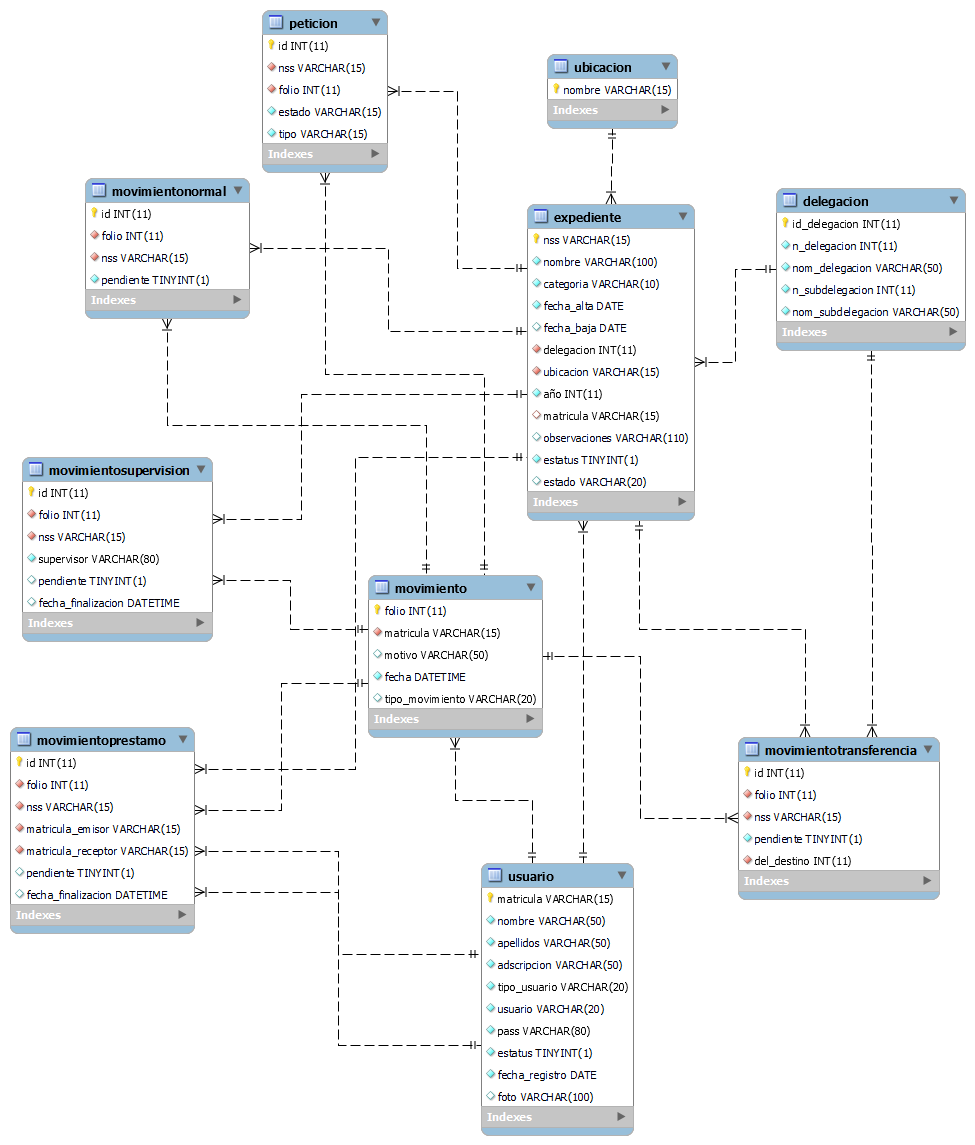 peticion
id INT(11)
nss VARCHAR(15)
folio INT(11)
estado VARCHAR(15)
tipo VARCHAR(15)
Indexes
ubicacion
nombre VARCHAR(15)
Indexes
movimientonormal
id INT(11)
folio INT(11)
nss VARCHAR(15)
pendiente TINYINT(1)
Indexes
expediente
nss VARCHAR(15)
nombre VARCHAR(100)
categoria VARCHAR(10)
fecha_alta DATE
fecha_baja DATE
delegacion INT(11)
ubicacion VARCHAR(15)
año INT(11)
matricula VARCHAR(15)
observaciones VARCHAR(110)
estatus TINYINT(1)
estado VARCHAR(20)
Indexes
delegacion
id_delegacion INT(11)
n_delegacion INT(11)
nom_delegacion VARCHAR(50)
n_subdelegacion INT(11)
nom_subdelegacion VARCHAR(50)
Indexes
movimientosupervision
id INT(11)
folio INT(11)
nss VARCHAR(15)
supervisor VARCHAR(80)
pendiente TINYINT(1)
fecha_finalizacion DATETIME
Indexes
movimiento
folio INT(11)
matricula VARCHAR(15)
motivo VARCHAR(50)
fecha DATETIME
tipo_movimiento VARCHAR(20)
Indexes
movimientoprestamo
id INT(11)
folio INT(11)
nss VARCHAR(15)
matricula_emisor VARCHAR(15)
matricula_receptor VARCHAR(15)
pendiente TINYINT(1)
fecha_finalizacion DATETIME
Indexes
movimientotransferencia
id INT(11)
folio INT(11)
nss VARCHAR(15)
pendiente TINYINT(1)
del_destino INT(11)
Indexes
usuario
matricula VARCHAR(15)
nombre VARCHAR(50)
apellidos VARCHAR(50)
adscripcion VARCHAR(50)
tipo_usuario VARCHAR(20)
usuario VARCHAR(20)
pass VARCHAR(80)
estatus TINYINT(1)
fecha_registro DATE
foto VARCHAR(100)
Indexes